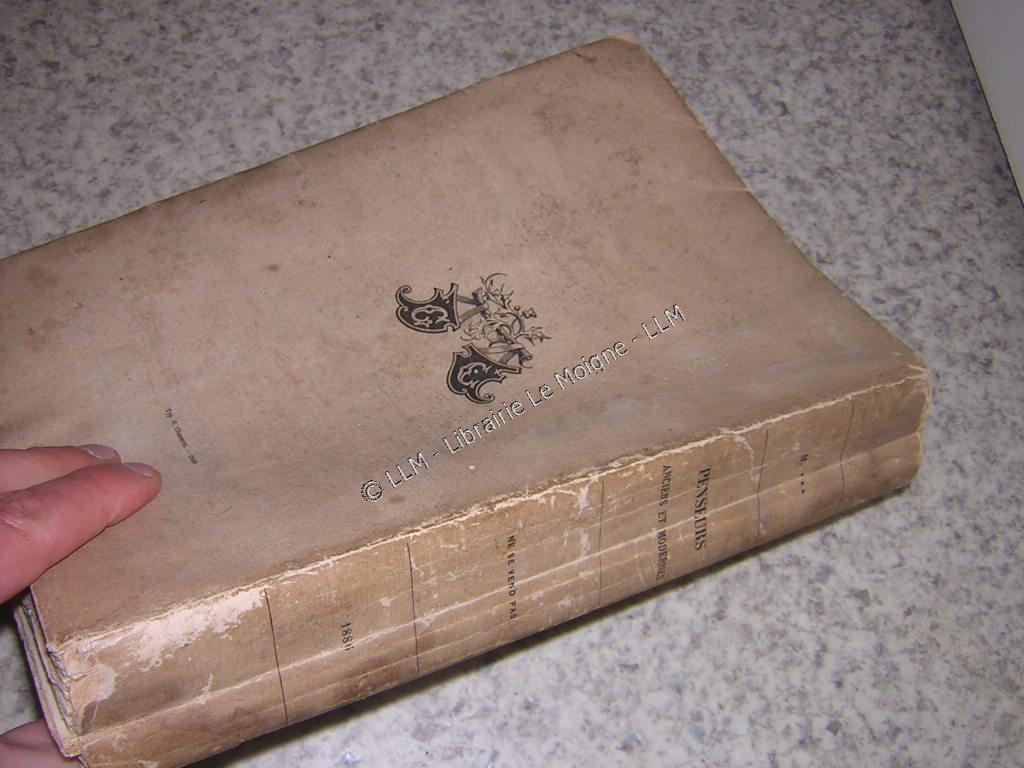 M. ***
PENSEURS
ANCIENS ET MODERNES
NE SE VEND PAS
1886
© LLM - Librairie Le Moigne - LLM